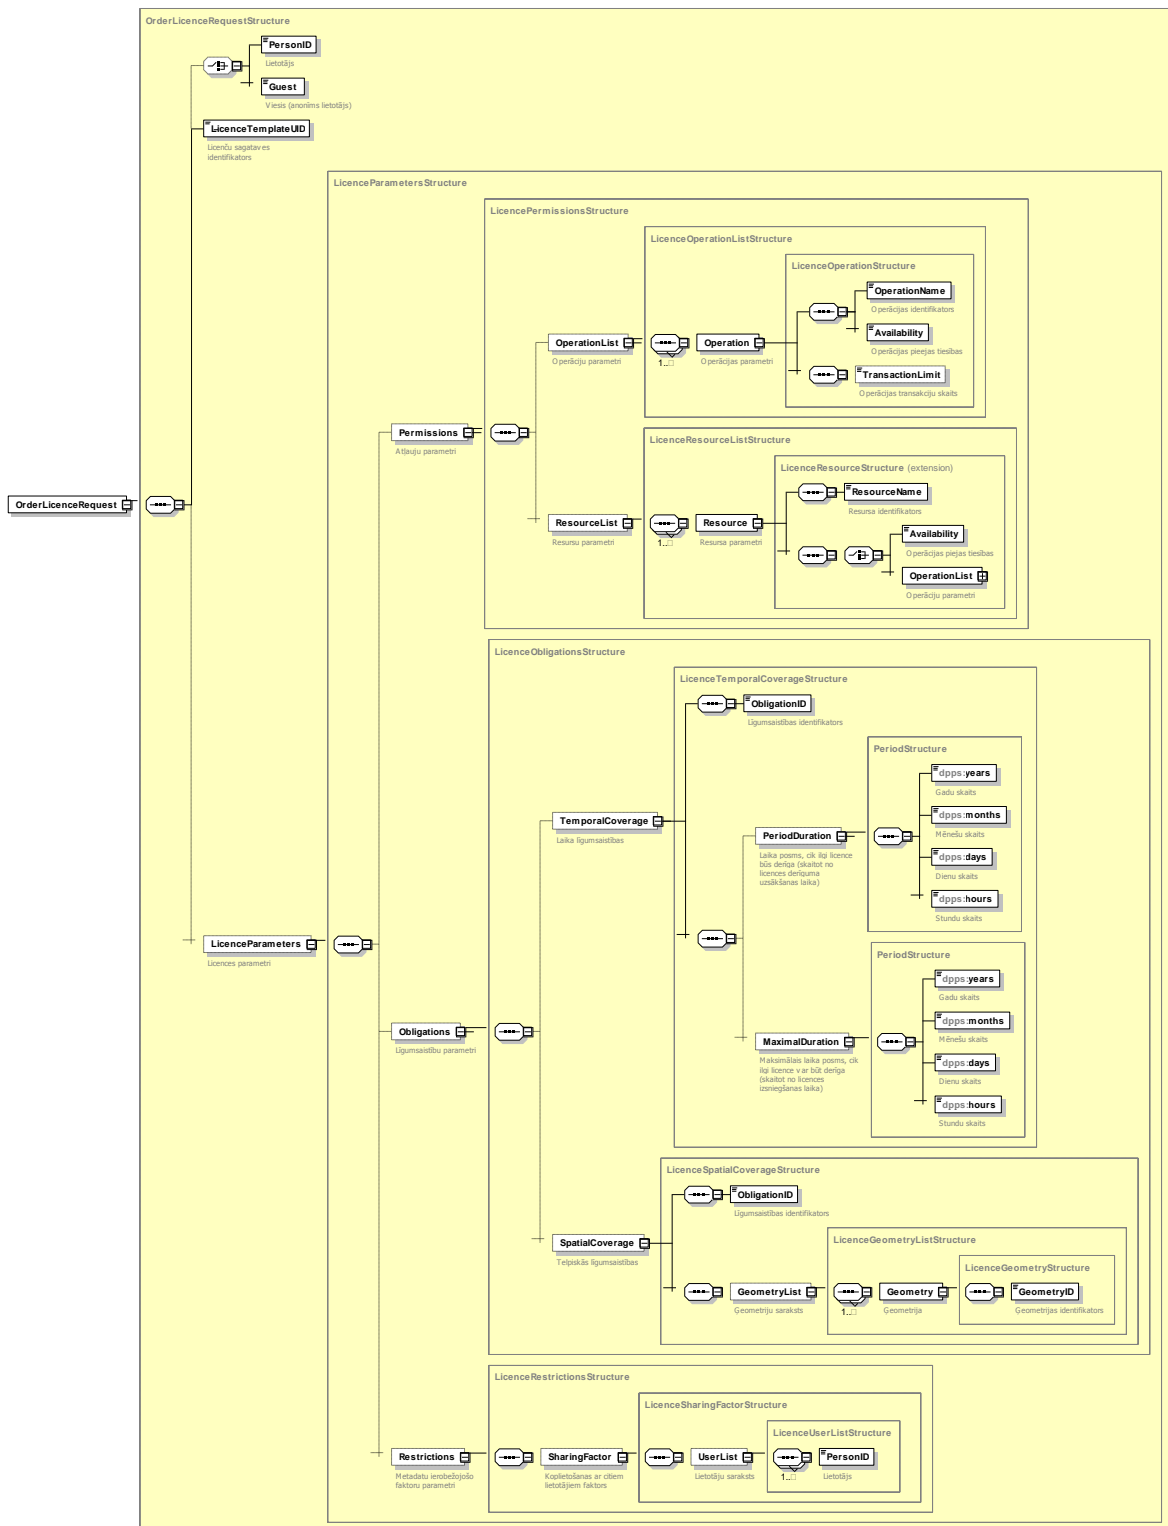 OrderLicenceRequestStructure
PersonID
Lietotājs
Guest
Viesis (anonīms lietotājs)
LicenceTemplateUID
Licenču sagataves
identifikators
LicenceParametersStructure
LicencePermissionsStructure
LicenceOperationListStructure
LicenceOperationStructure
OperationName
Operācijas identifikators
Availability
Operācijas pieejas tiesības
OperationList
Operāciju parametri
1..□
Operation
Operācijas parametri
TransactionLimit
Operācijas transakciju skaits
Permissions
Atļauju parametri
LicenceResourceListStructure
LicenceResourceStructure (extension)
ResourceName
Resursa identifikators
OrderLicenceRequest
ResourceList
Resursu parametri
1..□
Resource
Resursa parametri
Availability
Operācijas piejas tiesības
OperationList
Operāciju parametri
LicenceObligationsStructure
LicenceTemporalCoverageStructure
ObligationID
Līgumsaistības identifikators
PeriodStructure
dpps:years
Gadu skaits
dpps:months
Mēnešu skaits
TemporalCoverage
Laika līgumsaistības
PeriodDuration
Laika posms, cik ilgi licence
būs derīga (skaitot no
licences derīguma
uzsākšanas laika)
dpps:days
Dienu skaits
dpps:hours
Stundu skaits
LicenceParameters
Licences parametri
PeriodStructure
dpps:years
Gadu skaits
dpps:months
Mēnešu skaits
Obligations
Līgumsaistību parametri
MaximalDuration
Maksimālais laika posms, cik
ilgi licence var būt derīga
(skaitot no licences
izsniegšanas laika)
dpps:days
Dienu skaits
dpps:hours
Stundu skaits
LicenceSpatialCoverageStructure
ObligationID
Līgumsaistības identifikators
SpatialCoverage
Telpiskās līgumsaistības
LicenceGeometryListStructure
LicenceGeometryStructure
GeometryList
Geometriju saraksts
1..□
Geometry
Geometrija
GeometryID
Geometrijas identifikators
LicenceRestrictionsStructure
LicenceSharingFactorStructure
LicenceUserListStructure
Restrictions
Metadatu ierobežojošo
faktoru parametri
SharingFactor
Koplietošanas ar citiem
lietotājiem faktors
UserList
Lietotāju saraksts
1..□
PersonID
Lietotājs